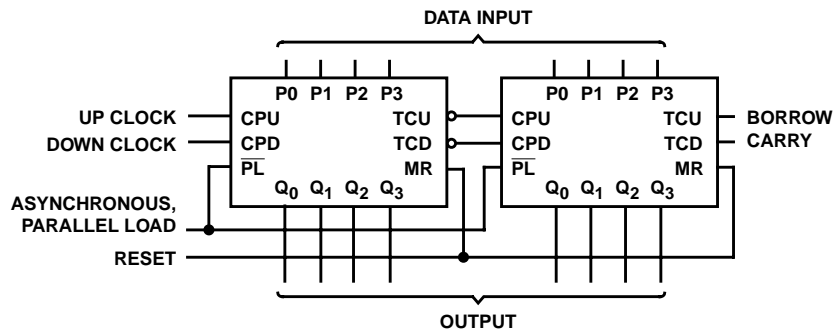 DATA INPUT
P0 P1 P2 P3 P0 P1 P2 P3
UP CLOCK CPU TCU CPU TCU BORROW
DOWN CLOCK CPD TCD CPD TCD CARRY
PL MR PL MR
Q0 Q1 Q2 Q3 Q0 Q1 Q2 Q3
ASYNCHRONOUS,
PARALLEL LOAD
RESET
OUTPUT